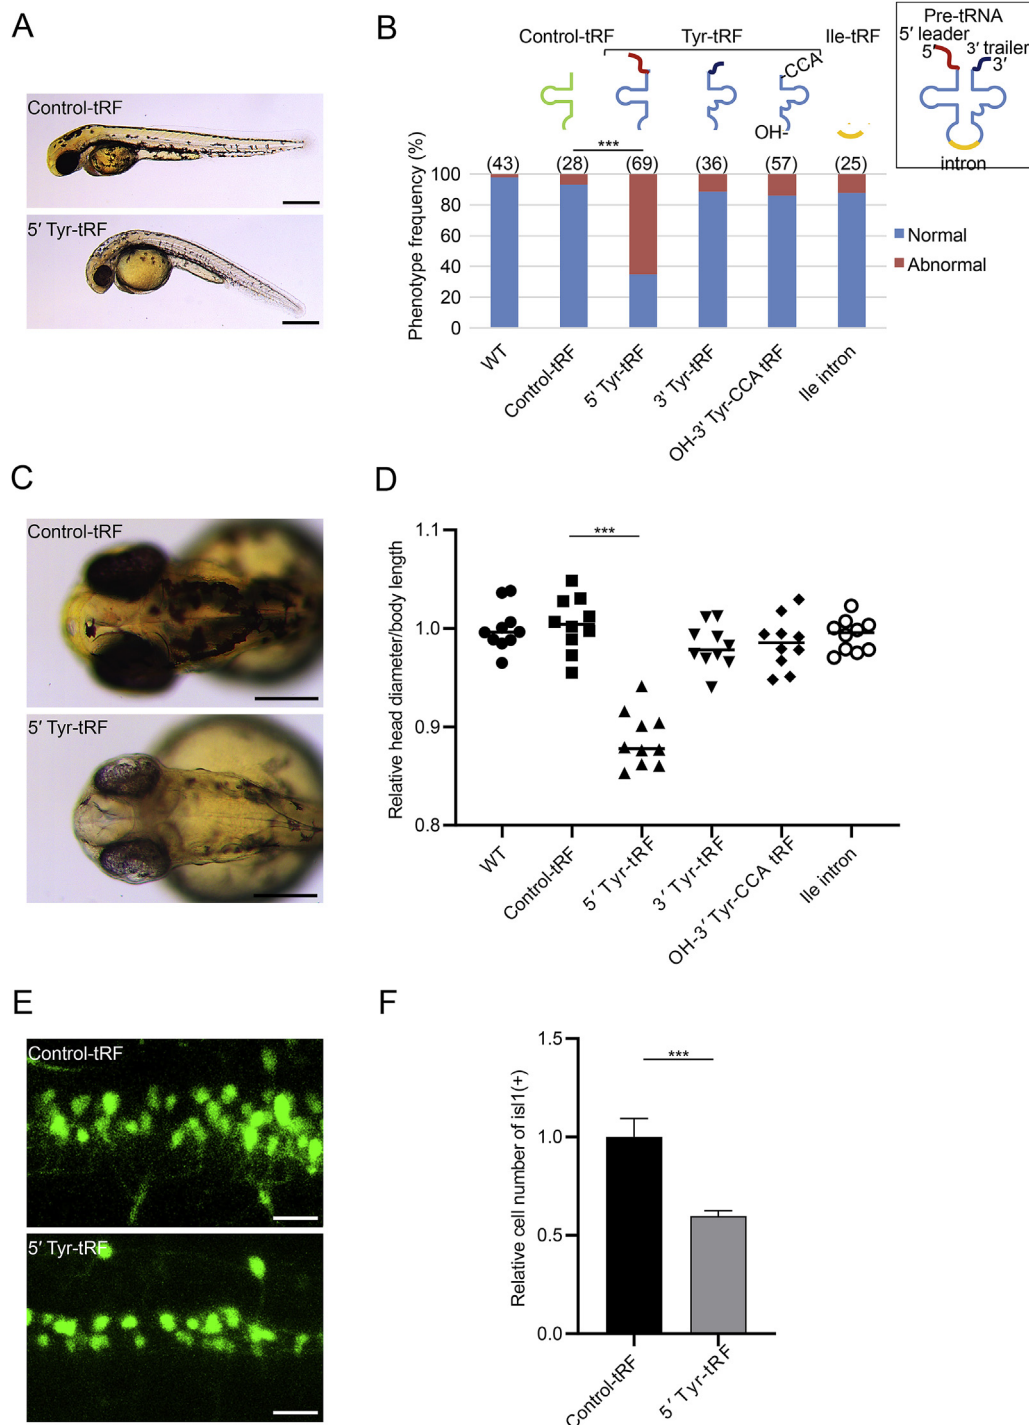 A
Control-tRF
5′ Tyr-tRF
B
Control-tRF
Tyr-tRF
Ile-tRF
-CCA
OH-
***
(43) (28) (69) (36) (57) (25)
Phenotype frequency (%)
100
80
60
40
20
0
WT
Control-tRF
5′ Tyr-tRF
3′ Tyr-tRF
OH-3′ Tyr-CCA tRF
Ile intron
Normal
Abnormal
Pre-tRNA
5′ leader
5′
3′ trailer
3′
intron
C
Control-tRF
5′ Tyr-tRF
D
Relative head diameter/body length
1.1
1.0
0.9
0.8
***
WT
Control-tRF
5′ Tyr-tRF
3′ Tyr-tRF
OH-3′ Tyr-CCA tRF
Ile intron
E
Control-tRF
5′ Tyr-tRF
F
Relative cell number of isl1(+)
1.5
1.0
0.5
0.0
***
Control-tRF
5′ Tyr-tRF